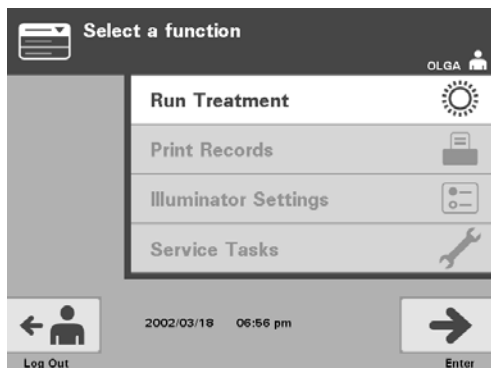 Select a function
OLGA
Run Treatment
Print Records
Illuminator Settings
Service Tasks
2002/03/18 06:56 pm
Log Out
Enter